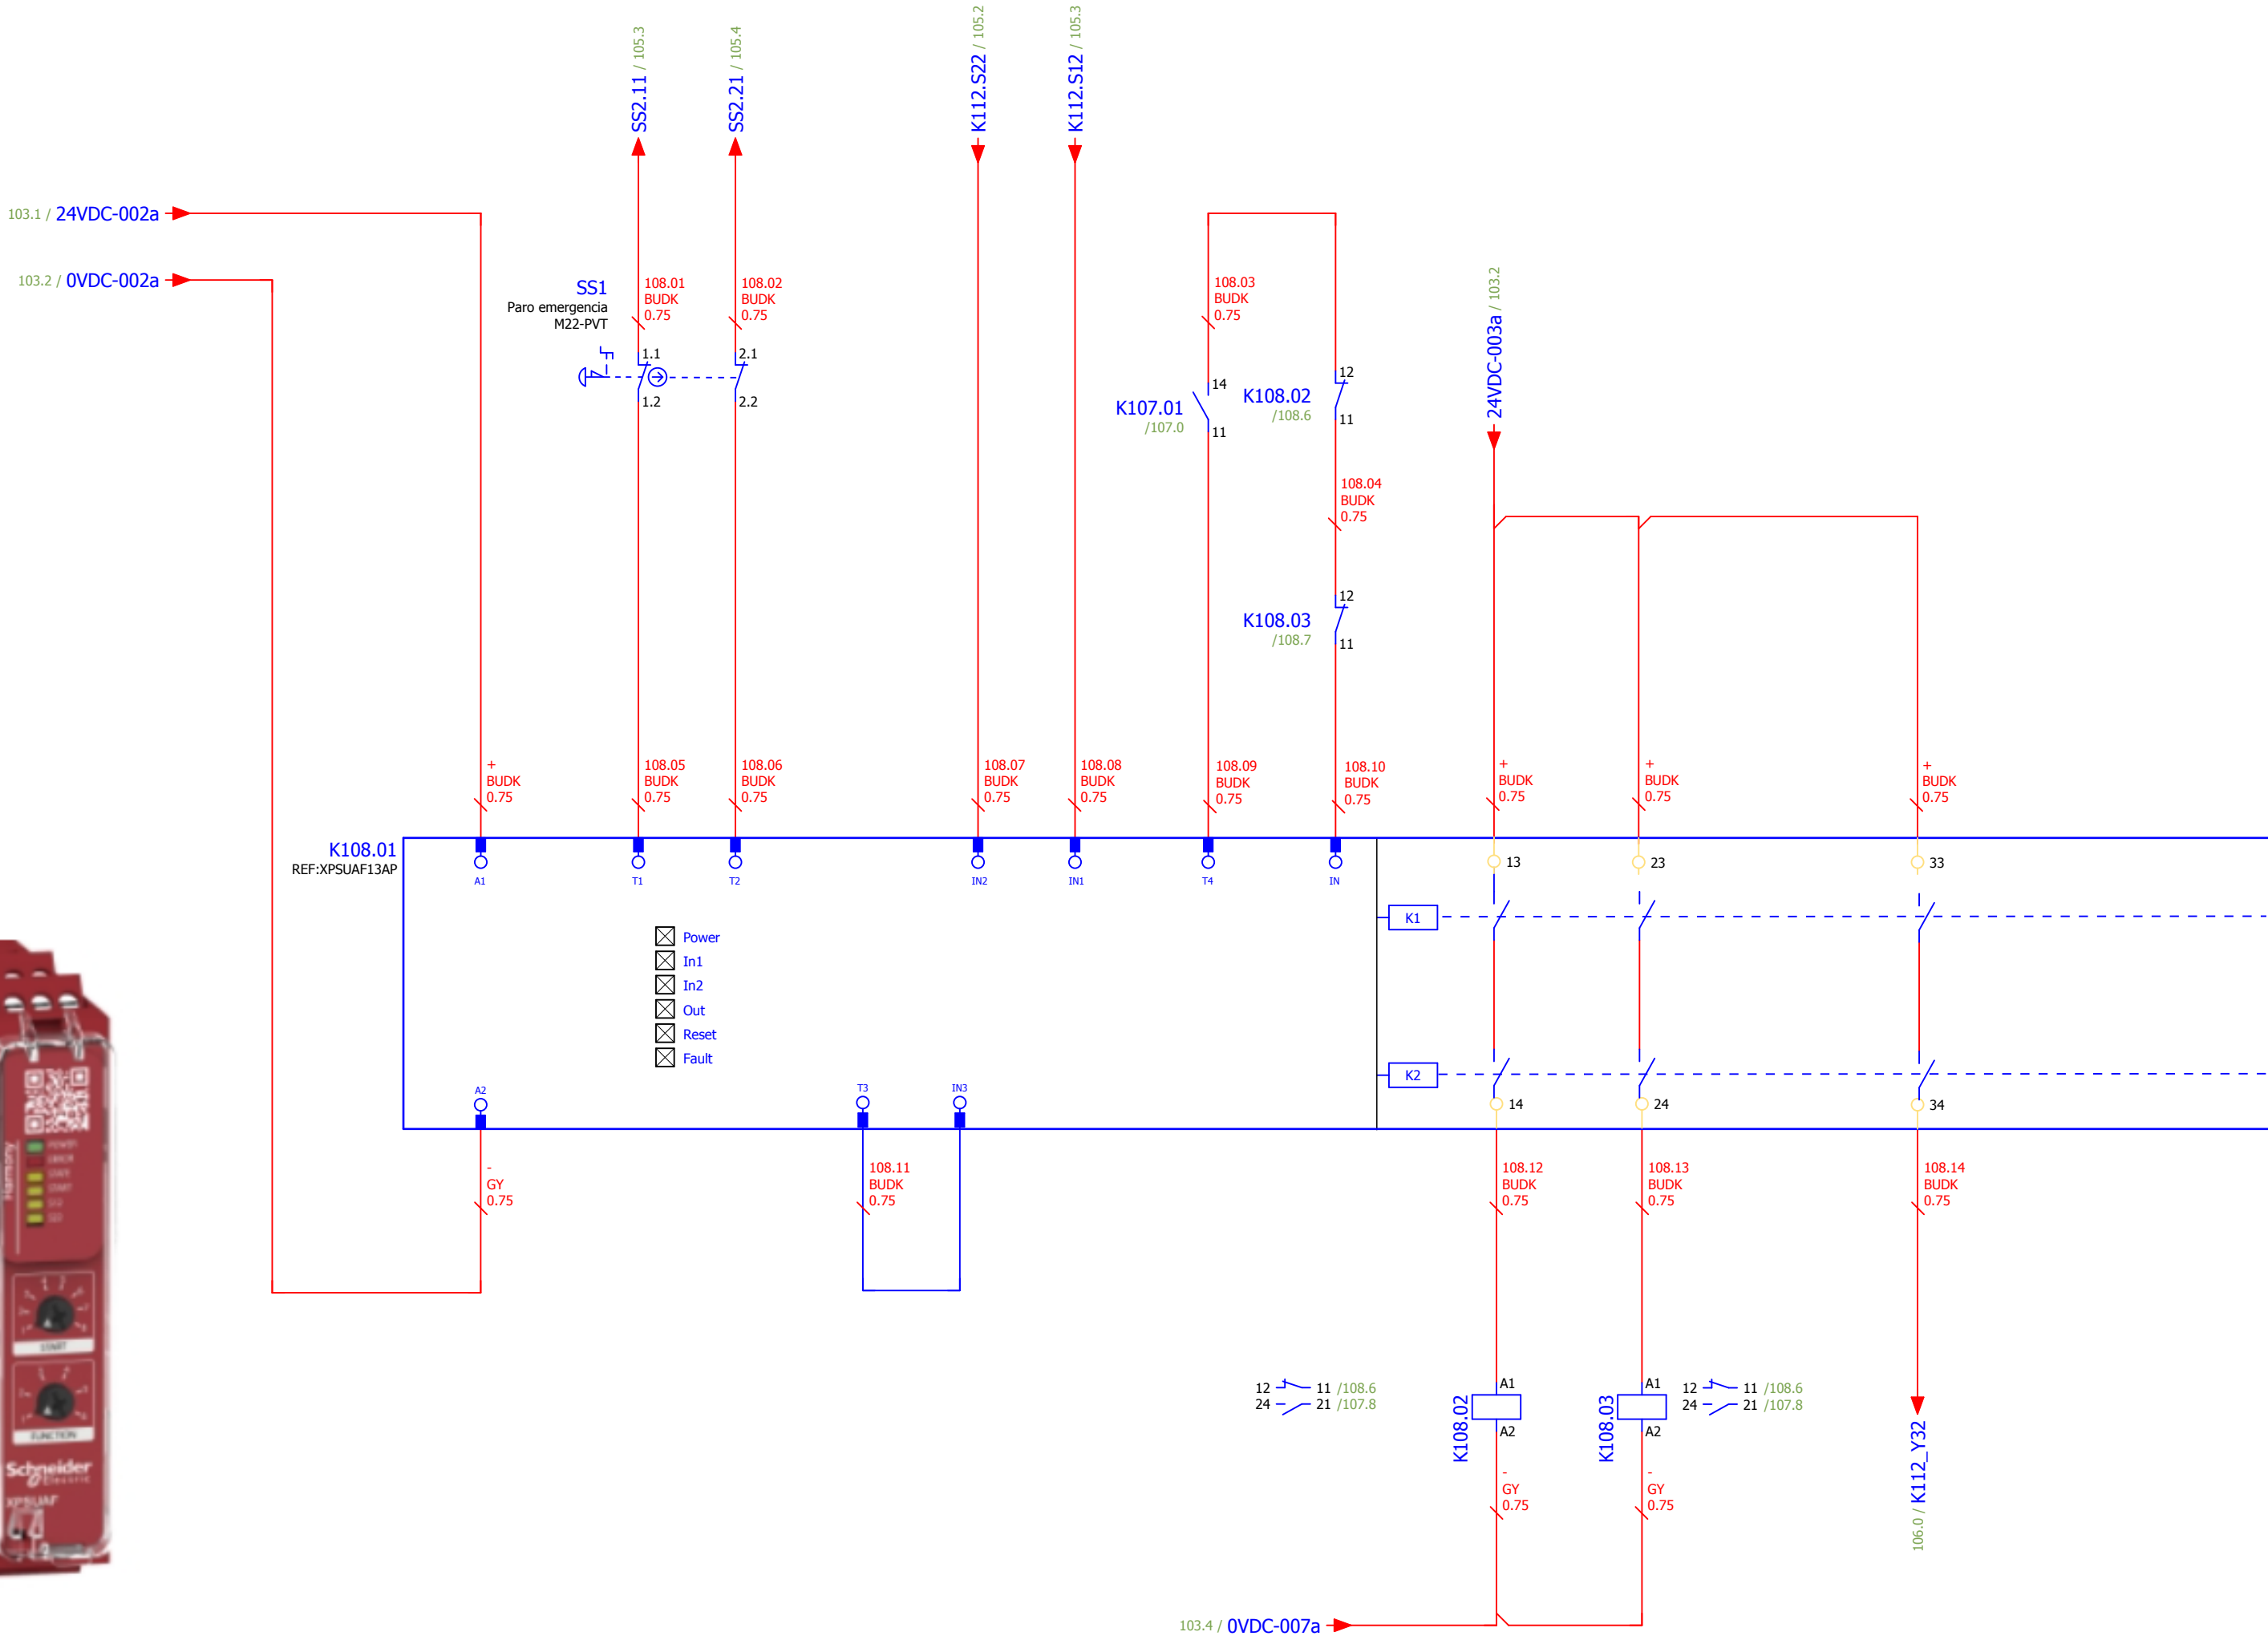 SS2.11 / 105.3
SS2.21 / 105.4
K112.S22 / 105.2
K112.S12 / 105.3
103.1 / 24VDC-002a
103.2 / 0VDC-002a
SS1
Paro emergencia
M22-PVT
108.01
BUDK
0.75
108.02
BUDK
0.75
1.1
1.2
2.1
2.2
108.03
BUDK
0.75
K107.01
/107.0
14
11
K108.02
/108.6
12
11
108.04
BUDK
0.75
K108.03
/108.7
12
11
24VDC-003a / 103.2
+
BUDK
0.75
108.05
BUDK
0.75
108.06
BUDK
0.75
108.07
BUDK
0.75
108.08
BUDK
0.75
108.09
BUDK
0.75
108.10
BUDK
0.75
+
BUDK
0.75
+
BUDK
0.75
+
BUDK
0.75
K108.01
REF:XPSUAF13AP
A1
T1
T2
IN2
IN1
T4
IN
13
23
33
K1
K2
Power
In1
In2
Out
Reset
Fault
A2
T3
IN3
14
24
34
-
GY
0.75
108.11
BUDK
0.75
108.12
BUDK
0.75
108.13
BUDK
0.75
108.14
BUDK
0.75
12 11 /108.6
24 21 /107.8
K108.02
A1
A2
K108.03
A1
A2
12 11 /108.6
24 21 /107.8
-
GY
0.75
-
GY
0.75
106.0 / K112_Y32
103.4 / 0VDC-007a
Harmony
POWER
ERROR
START
FUNCTION
Schneider
Electric
XPSUAF